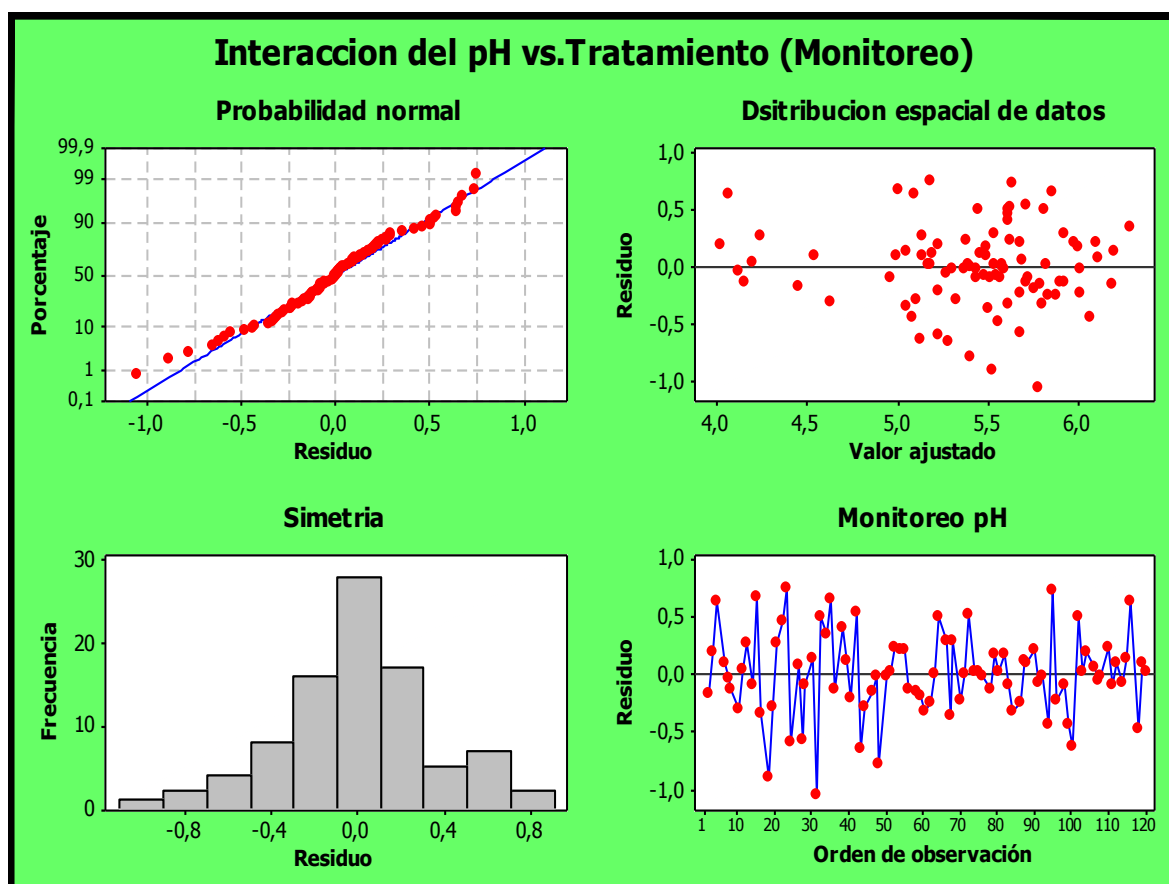 Interaccion del pH vs.Tratamiento (Monitoreo)
Probabilidad normal
Porcentaje
99,9
99
90
50
10
1
0,1
-1,0 -0,5 0,0 0,5 1,0
Residuo
Dsitribucion espacial de datos
Residuo
1,0
0,5
0,0
-0,5
-1,0
4,0 4,5 5,0 5,5 6,0
Valor ajustado
Simetria
Frecuencia
30
20
10
0
-0,8 -0,4 0,0 0,4 0,8
Residuo
Monitoreo pH
Residuo
1,0
0,5
0,0
-0,5
-1,0
1 10 20 30 40 50 60 70 80 90 100 110 120
Orden de observación